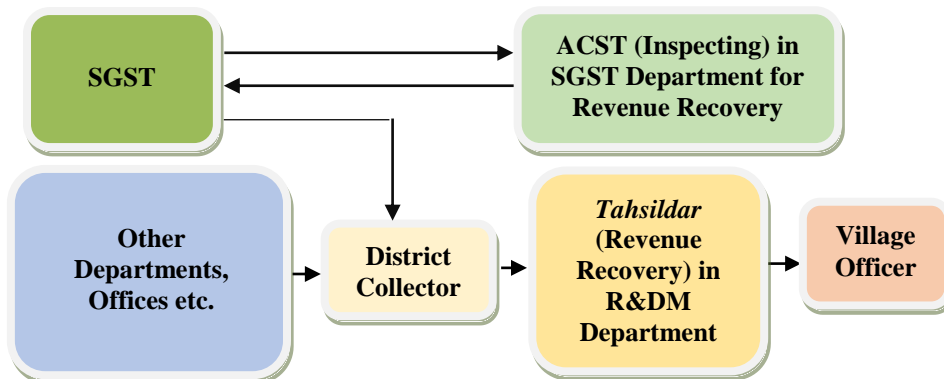 SGST
ACST (Inspecting) in
SGST Department for
Revenue Recovery
Other
Departments,
Offices etc.
District
Collector
Tahsildar
(Revenue
Recovery) in
R&DM
Department
Village
Officer